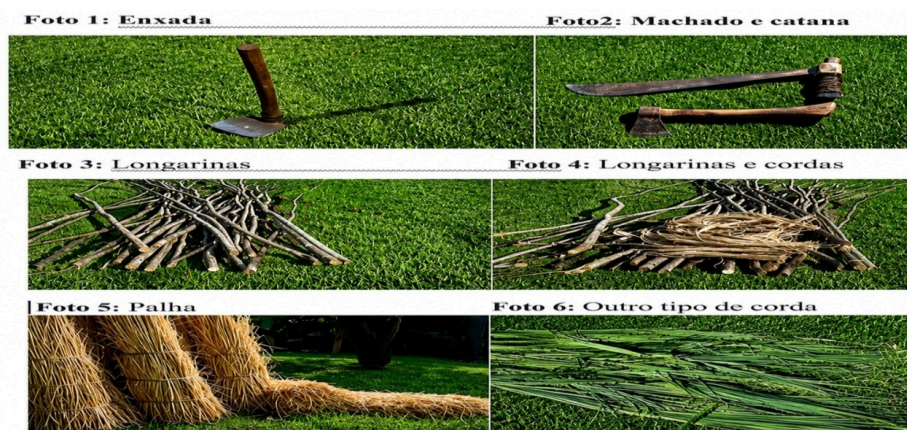 Foto 1: Enxada
Foto2: Machado e catana
Foto 3: Longarinas
Foto 4: Longarinas e cordas
Foto 5: Palha
Foto 6: Outro tipo de corda